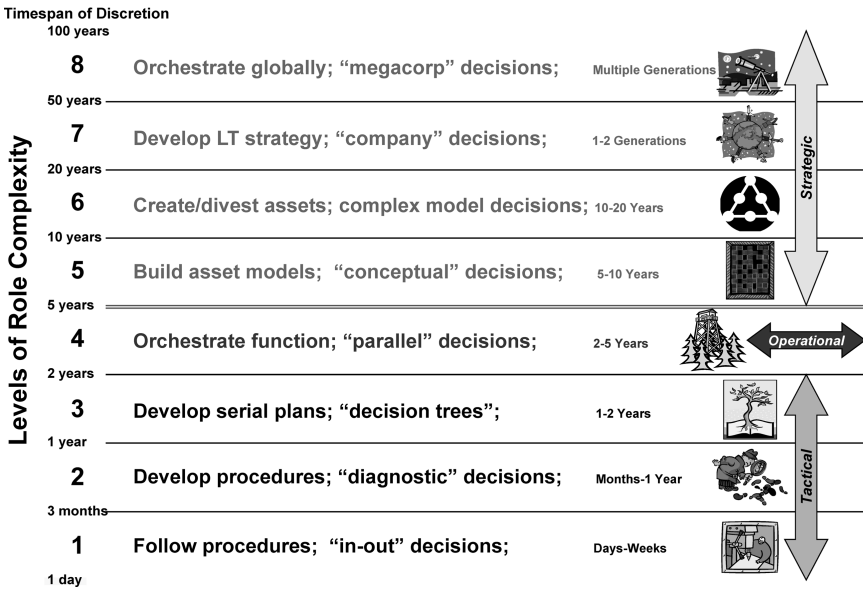 Timespan of Discretion
100 years
8 Orchestrate globally; “megacorp” decisions; Multiple Generations
50 years
7 Develop LT strategy; “company” decisions; 1-2 Generations
20 years
6 Create/divest assets; complex model decisions; 10-20 Years
10 years
5 Build asset models; “conceptual” decisions; 5-10 Years
5 years
4 Orchestrate function; “parallel” decisions; 2-5 Years
2 years
3 Develop serial plans; “decision trees”; 1-2 Years
1 year
2 Develop procedures; “diagnostic” decisions; Months-1 Year
3 months
1 Follow procedures; “in-out” decisions; Days-Weeks
1 day
Levels of Role Complexity
Strategic
Operational
Tactical